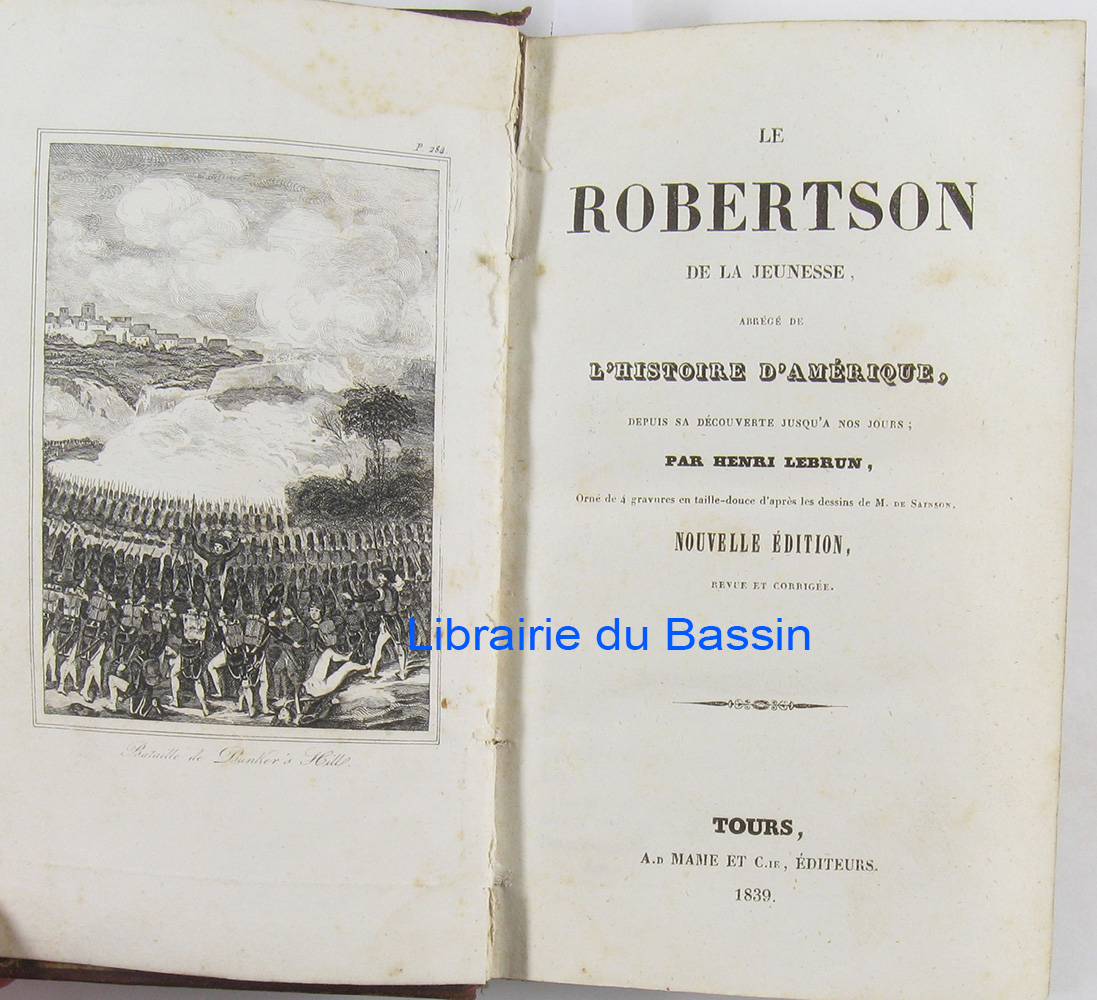 P. 284.
Bataille de Bunker's Hill.
LE
ROBERTSON
DE LA JEUNESSE,
ABRÉGÉ DE
L'HISTOIRE D'AMÉRIQUE,
DEPUIS SA DÉCOUVERTE JUSQU'A NOS JOURS;
PAR HENRI LEBRUN,
Orné de 4 gravures en taille-douce d'après les dessins de M. DE SAINSON.
NOUVELLE ÉDITION,
REVUE ET CORRIGÉE.
Librairie du Bassin
TOURS,
A.D MAME ET C.IE, ÉDITEURS.
1839.